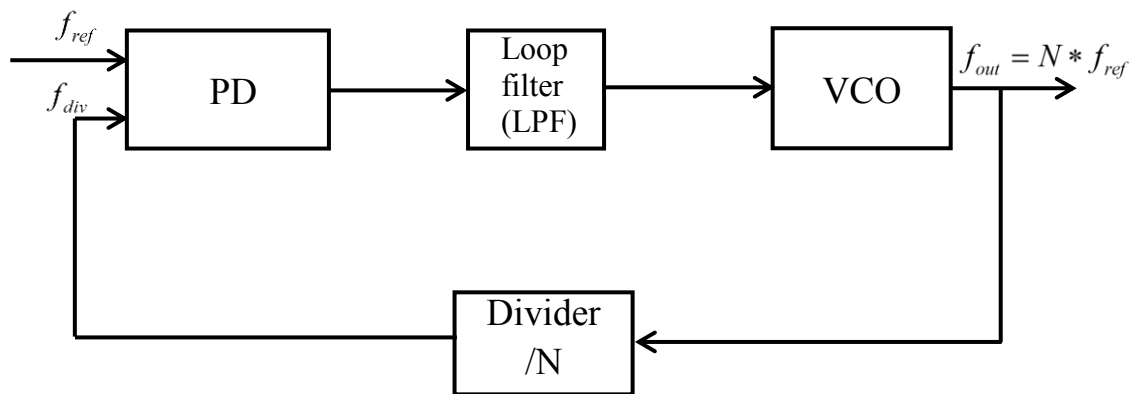 f_ref
f_div
PD
Loop
filter
(LPF)
VCO
f_out = N * f_ref
Divider
/N